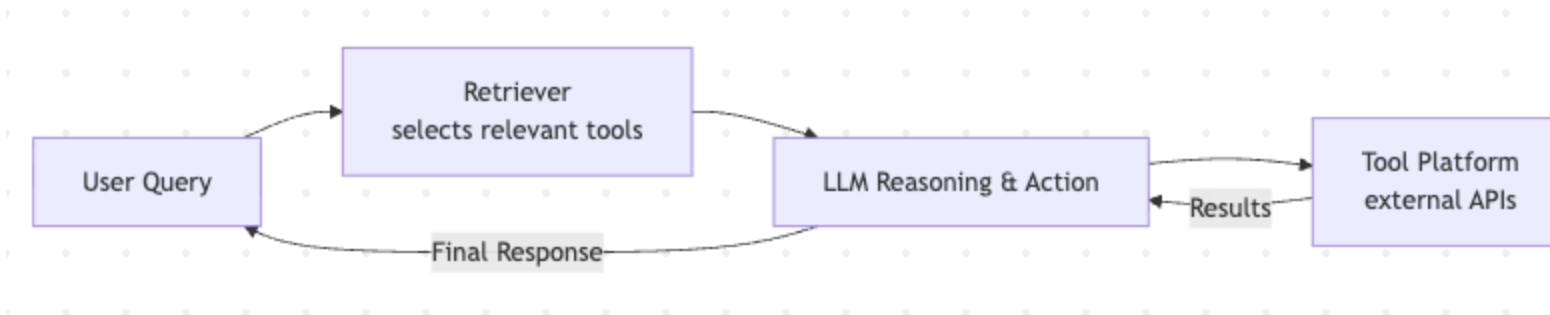 Retriever
selects relevant tools
User Query
LLM Reasoning & Action
Tool Platform
external APIs
Results
Final Response